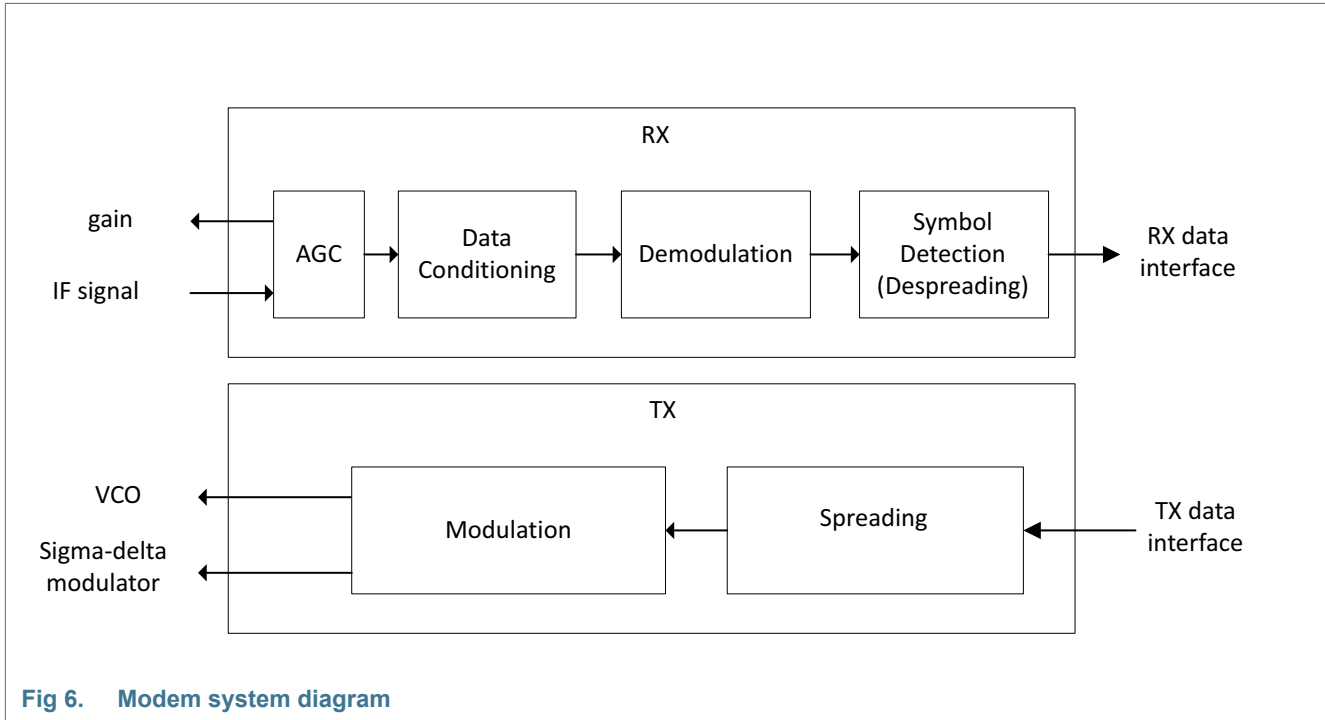 RX
gain
IF signal
AGC
Data
Conditioning
Demodulation
Symbol
Detection
(Despreading)
RX data
interface
TX
VCO
Sigma-delta
modulator
Modulation
Spreading
TX data
interface
Fig 6. Modem system diagram